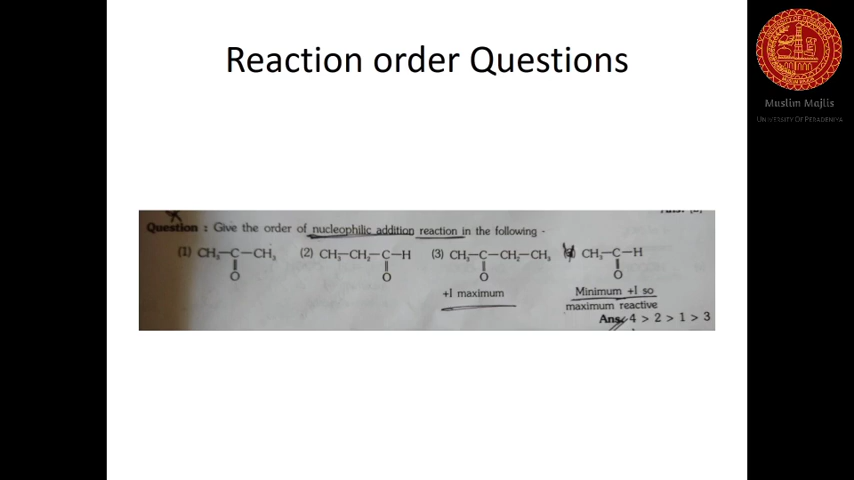 Reaction order Questions
Muslim Majlis
UNIVERSITY OF PERADENIYA
Question : Give the order of nucleophilic addition reaction in the following -
(1) CH₃—C—CH₃ (2) CH₃—CH₂—C—H (3) CH₃—C—CH₂—CH₃ CH₃—C—H
O O O O
+I maximum Minimum +I so
maximum reactive
Ans. 4 > 2 > 1 > 3